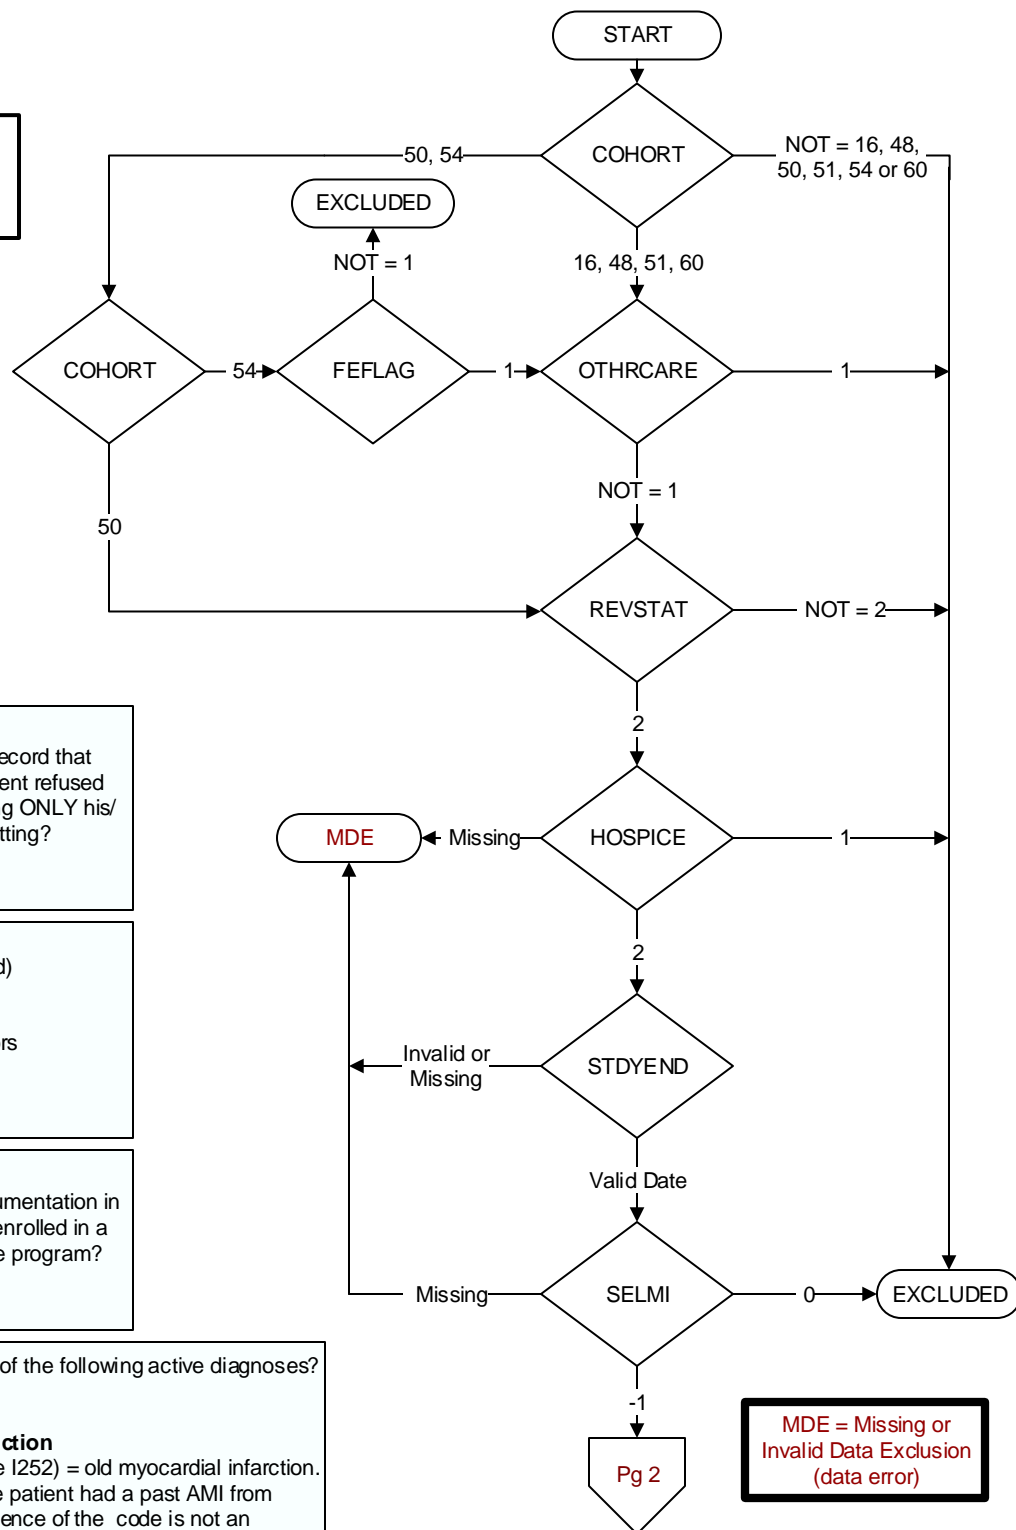 START
COHORT
50, 54
NOT = 16, 48,
50, 51, 54 or 60
EXCLUDED
NOT = 1
16, 48, 51, 60
COHORT
54
FEFLAG
1
OTHRCARE
1
NOT = 1
50
REVSTAT
NOT = 2
2
ecord that
ent refused
g ONLY his/
tting?
MDE
Missing
HOSPICE
1
2
d)
rs
Invalid or
Missing
STDYEND
Valid Date
umentation in
enrolled in a
e program?
Missing
SELMI
0
EXCLUDED
-1
of the following active diagnoses?
ction
e I252) = old myocardial infarction.
e patient had a past AMI from
ence of the code is not an
Pg 2
MDE = Missing or
Invalid Data Exclusion
(data error)